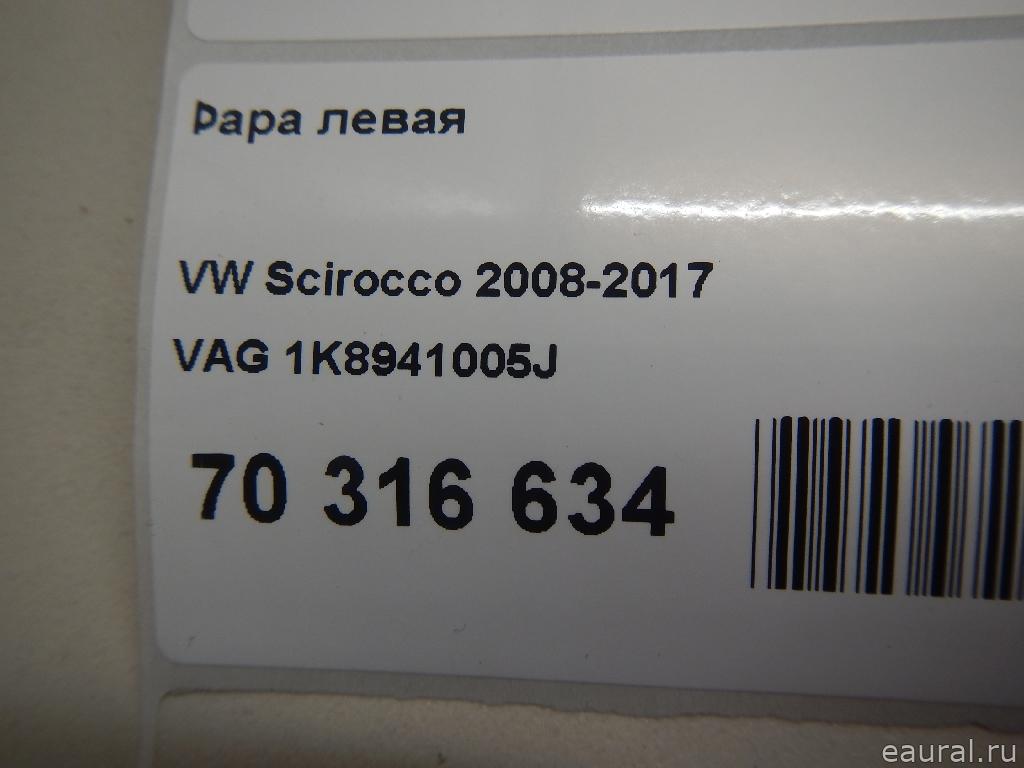 Фара левая
VW Scirocco 2008-2017
VAG 1K8941005J
70 316 634
eaural.ru